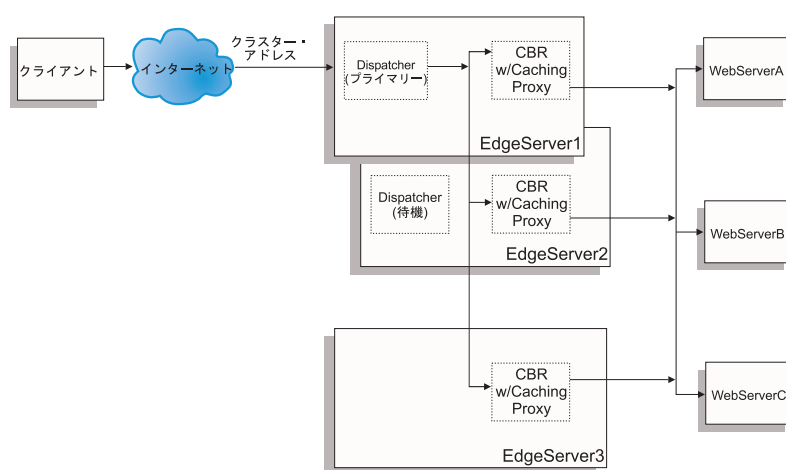 クライアント
インターネット
クラスター・
アドレス
Dispatcher
(プライマリー)
CBR
w/Caching
Proxy
EdgeServer1
Dispatcher
(待機)
CBR
w/Caching
Proxy
EdgeServer2
CBR
w/Caching
Proxy
EdgeServer3
WebServerA
WebServerB
WebServerC